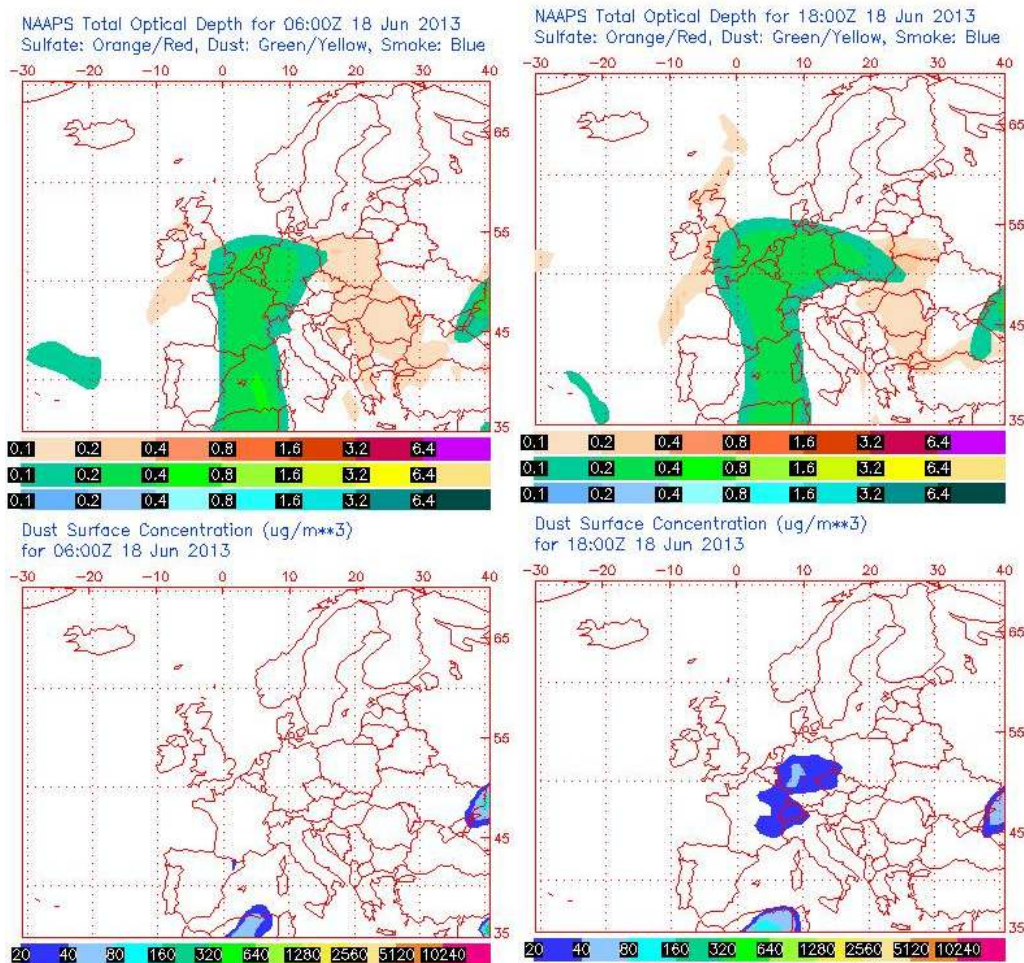 NAAPS Total Optical Depth for 06:00Z 18 Jun 2013
Sulfate: Orange/Red, Dust: Green/Yellow, Smoke: Blue
-30 -20 -10 0 10 20 30 40
65
55
45
35
0.1 0.2 0.4 0.8 1.6 3.2 6.4
0.1 0.2 0.4 0.8 1.6 3.2 6.4
0.1 0.2 0.4 0.8 1.6 3.2 6.4
NAAPS Total Optical Depth for 18:00Z 18 Jun 2013
Sulfate: Orange/Red, Dust: Green/Yellow, Smoke: Blue
-30 -20 -10 0 10 20 30 40
65
55
45
35
0.1 0.2 0.4 0.8 1.6 3.2 6.4
0.1 0.2 0.4 0.8 1.6 3.2 6.4
0.1 0.2 0.4 0.8 1.6 3.2 6.4
Dust Surface Concentration (ug/m**3)
for 06:00Z 18 Jun 2013
-30 -20 -10 0 10 20 30 40
65
55
45
35
20 40 80 160 320 640 1280 2560 5120 10240
Dust Surface Concentration (ug/m**3)
for 18:00Z 18 Jun 2013
-30 -20 -10 0 10 20 30 40
65
55
45
35
20 40 80 160 320 640 1280 2560 5120 10240